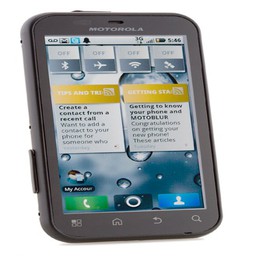 MOTOROLA
3G
5:46
OFF OFF OFF OFF
TIPS AND TRI
GETTING STA
Create a
contact from a
recent call
Want to add a
contact to your
phone for
someone who
Getting to know
your phone and
MOTOBLUR
Congratulations
on getting your
new phone!
These articles
My Account